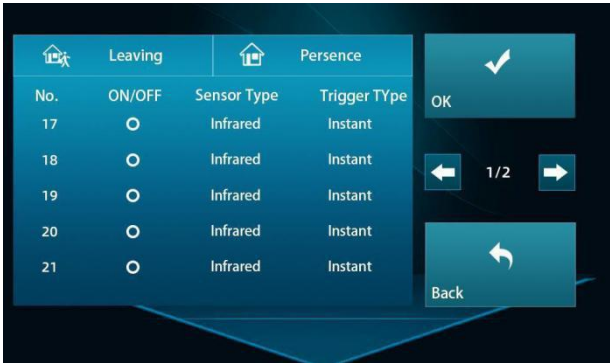 Leaving Persence
No. ON/OFF Sensor Type Trigger TYpe
17 Infrared Instant
18 Infrared Instant
19 Infrared Instant
20 Infrared Instant
21 Infrared Instant
OK
1/2
Back